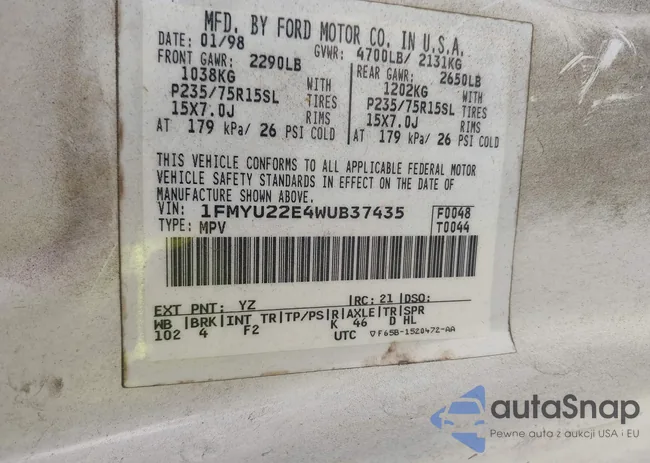 MFD. BY FORD MOTOR CO. IN U.S.A.
DATE: 01/98 GVWR: 4700LB/ 2131KG
FRONT GAWR: 2290LB REAR GAWR: 2650LB
1038KG WITH 1202KG WITH
P235/75R15SL TIRES P235/75R15SL TIRES
15X7.0J RIMS 15X7.0J RIMS
AT 179 kPa/ 26 PSI COLD AT 179 kPa/ 26 PSI COLD
THIS VEHICLE CONFORMS TO ALL APPLICABLE FEDERAL MOTOR
VEHICLE SAFETY STANDARDS IN EFFECT ON THE DATE OF
MANUFACTURE SHOWN ABOVE.
VIN: 1FMYU22E4WUB37435 F0048
TYPE: MPV T0044
EXT PNT: YZ |RC: 21 |DSO:
WB |BRK|INT TR|TP/PS|R|AXLE|TR|SPR
102 4 F2 K 46 D HL
UTC ▽F65B-1520472-AA
autoSnap
Pewne auta z aukcji USA i EU